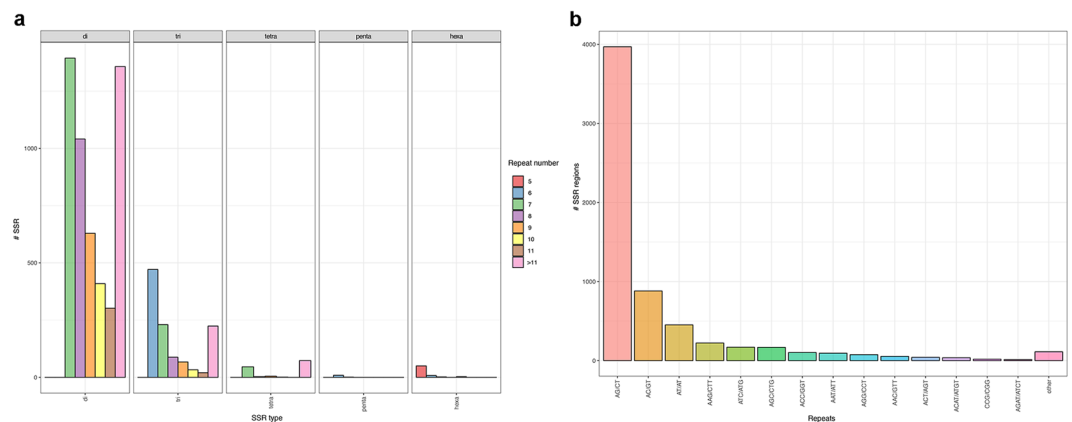 a
di tri tetra penta hexa
1000
500
0
# SSR
di tri tetra penta hexa
SSR type
Repeat number
5
6
7
8
9
10
11
>11
b
4000
3000
2000
1000
0
# SSR regions
AG/CT AC/GT AT/AT AAG/CTT ATC/ATG AGC/CTG ACC/GGT AAT/ATT AGG/CCT AAC/GTT ACT/AGT ACAT/ATGT CCG/CGG AGAT/ATCT other
Repeats